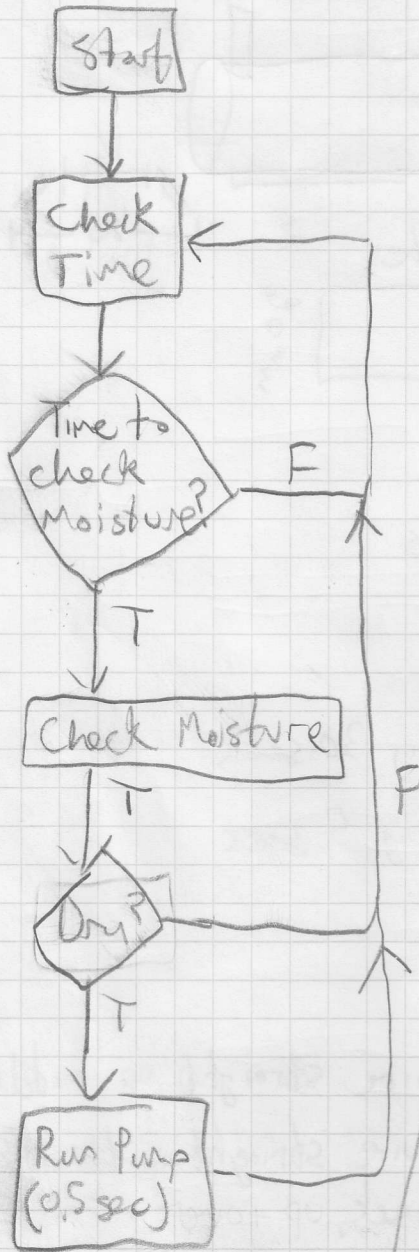 Start
Check
Time
Time to
check
Moisture?
F
T
Check Moisture
T
F
Dry?
T
Run Pump
(0.5 sec)